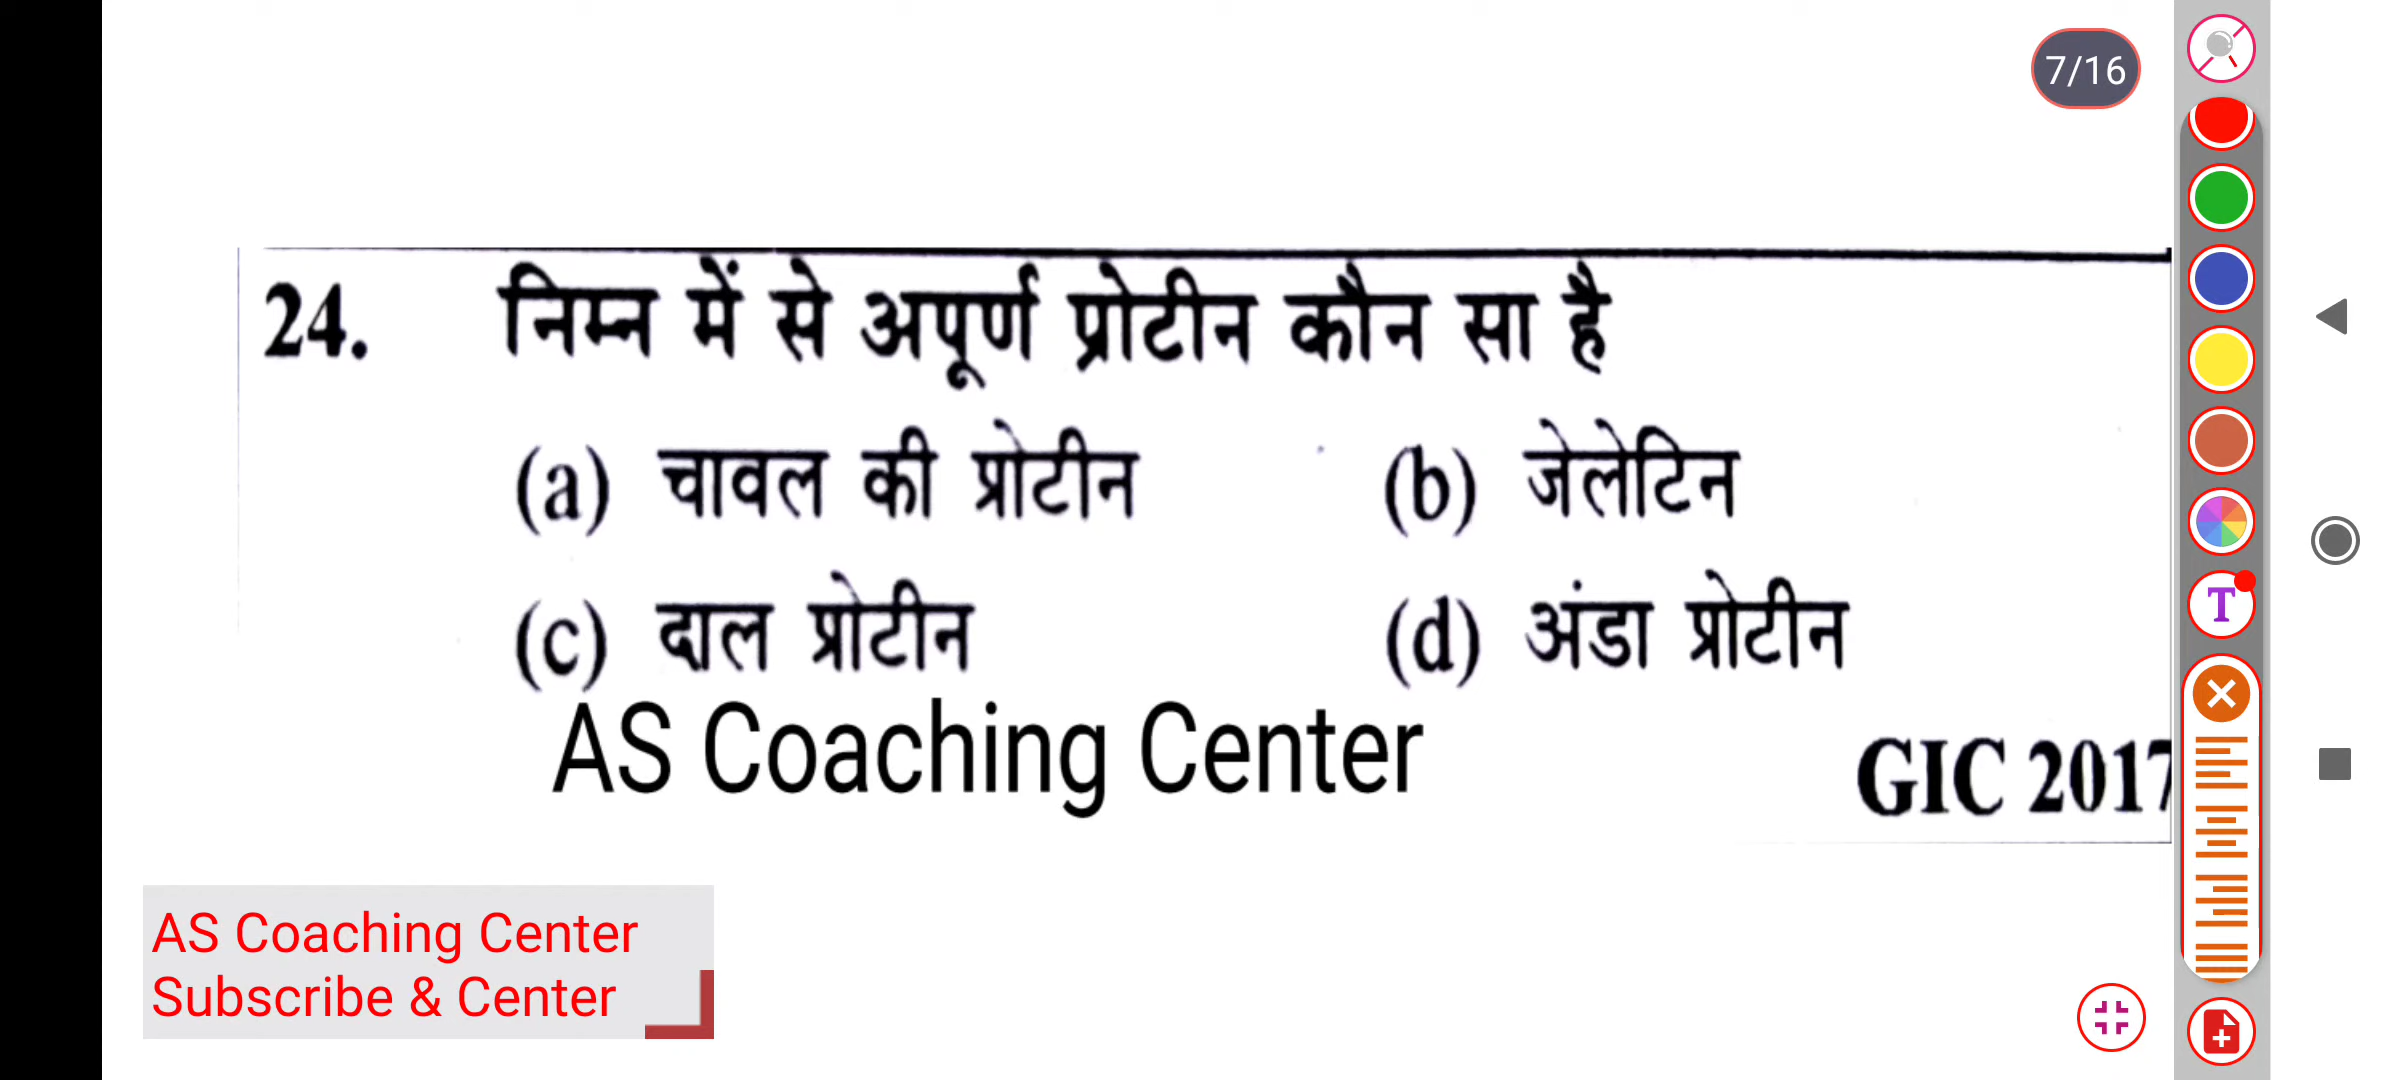 7/16
24. निम्न में से अपूर्ण प्रोटीन कौन सा है
(a) चावल की प्रोटीन (b) जेलेटिन
(c) दाल प्रोटीन (d) अंडा प्रोटीन
AS Coaching Center
GIC 2017
AS Coaching Center
Subscribe & Center
T